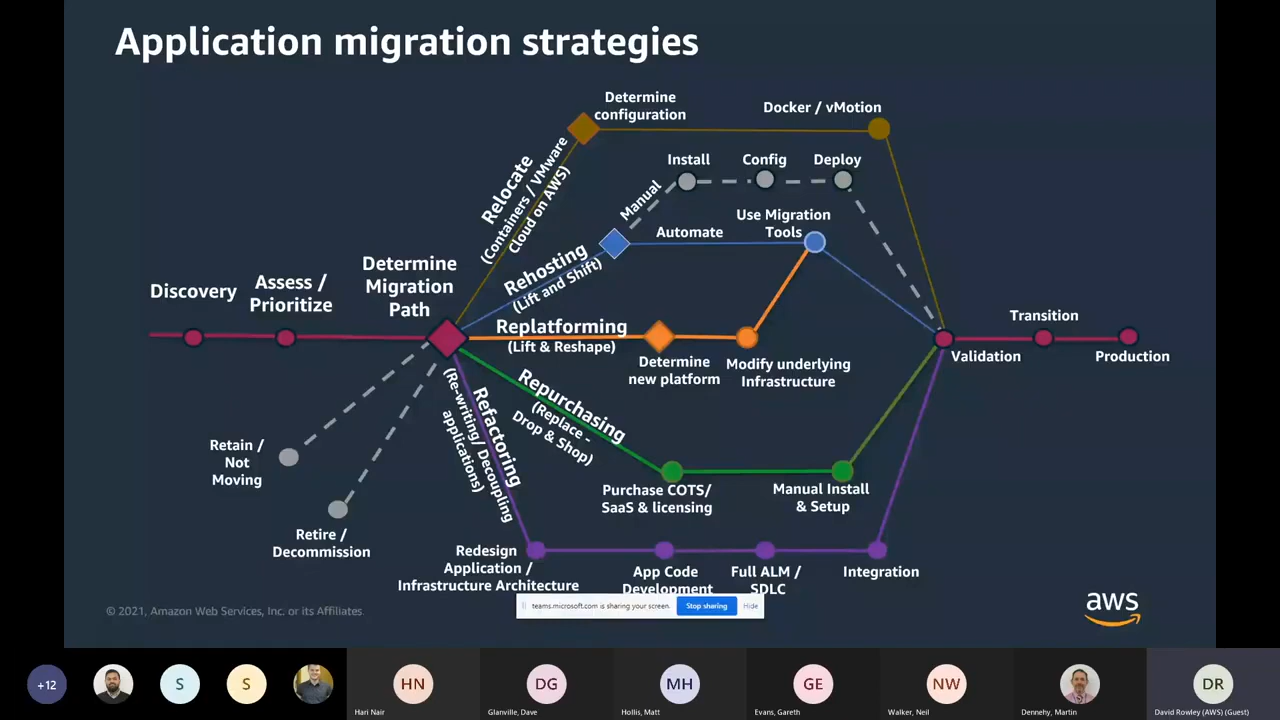 Application migration strategies
Determine
configuration
Docker / vMotion
Relocate
(Containers / VMware
Cloud on AWS)
Install
Config
Deploy
Manual
Use Migration
Tools
Automate
Rehosting
(Lift and Shift)
Discovery
Assess /
Prioritize
Determine
Migration
Path
Replatforming
(Lift & Reshape)
Determine
new platform
Modify underlying
Infrastructure
Validation
Transition
Production
Repurchasing
(Replace -
Drop & Shop)
Purchase COTS/
SaaS & licensing
Manual Install
& Setup
Refactoring
(Re-writing/ Decoupling
applications)
Retain /
Not
Moving
Retire /
Decommission
Redesign
Application /
Infrastructure Architecture
App Code
Development
Full ALM /
SDLC
Integration
© 2021, Amazon Web Services, Inc. or its Affiliates.
teams.microsoft.com is sharing your screen.
Stop sharing
Hide
aws
+12
S
S
HN
DG
MH
GE
NW
DR
Hari Nair
Glanville, Dave
Hollis, Matt
Evans, Gareth
Walker, Neil
Dennehy, Martin
David Rowley (AWS) (Guest)